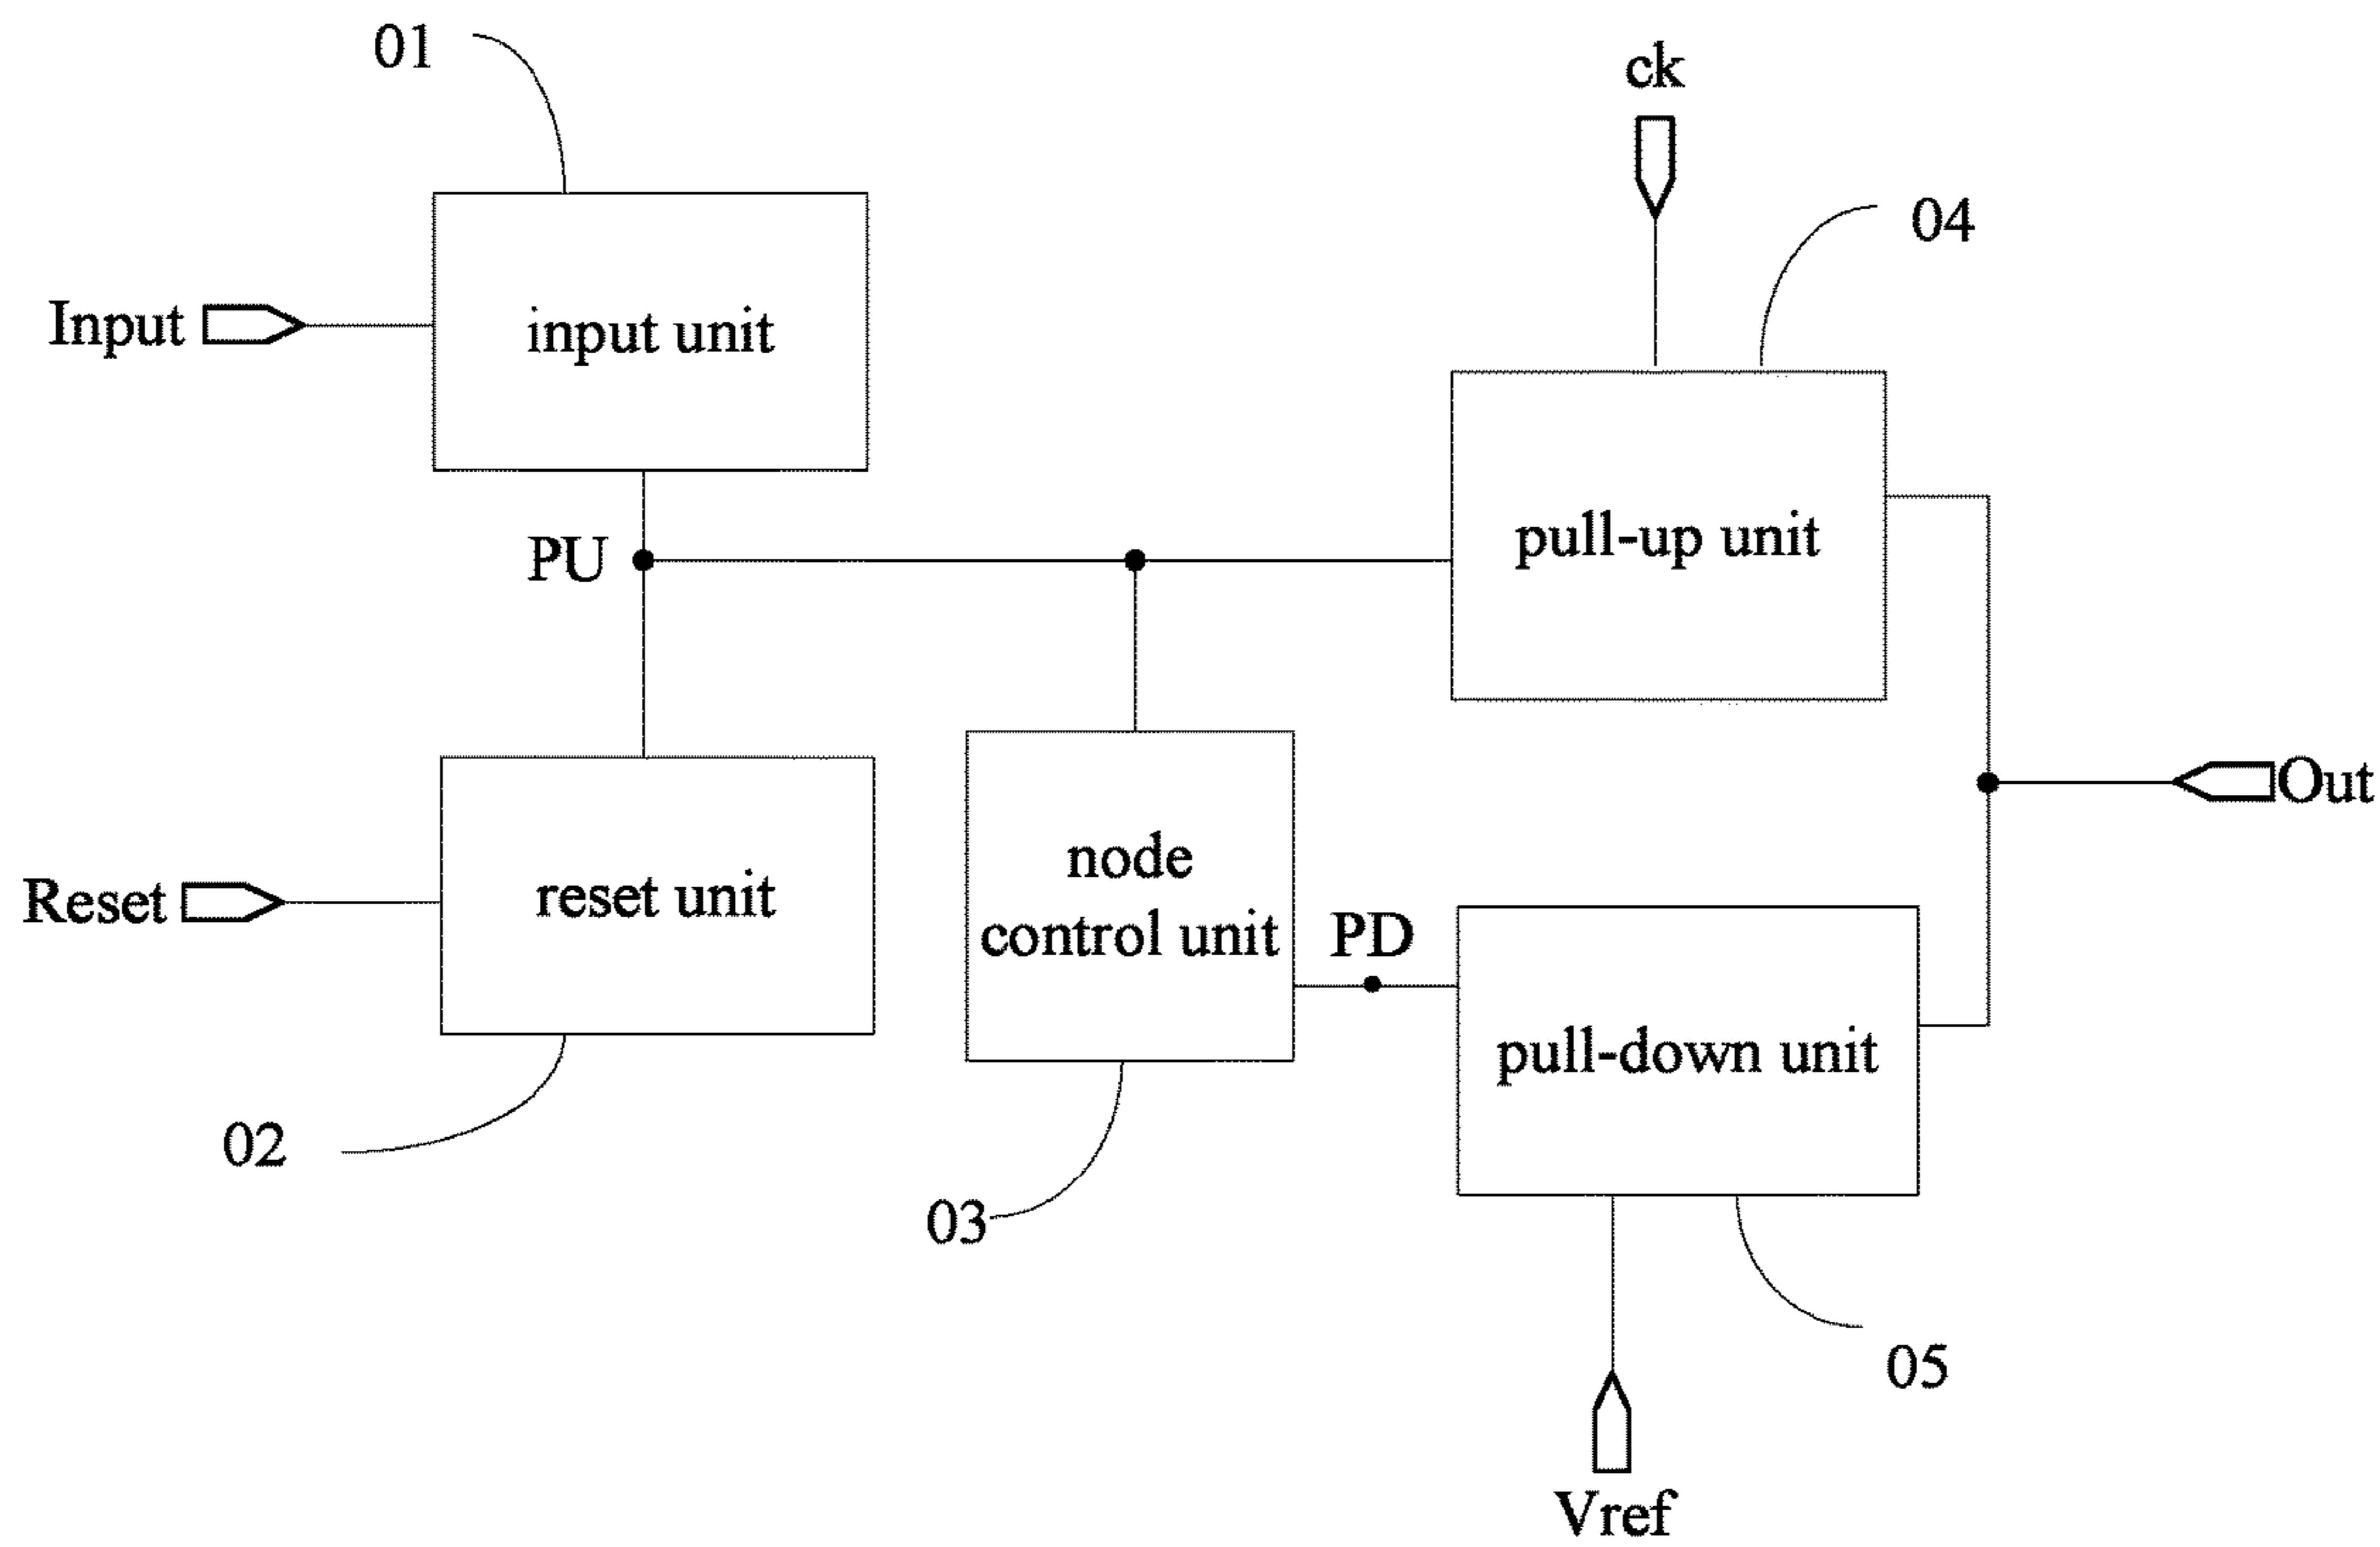 01
ck
04
Input
input unit
pull-up unit
PU
Out
node
control unit
Reset
reset unit
PD
pull-down unit
02
03
05
Vref